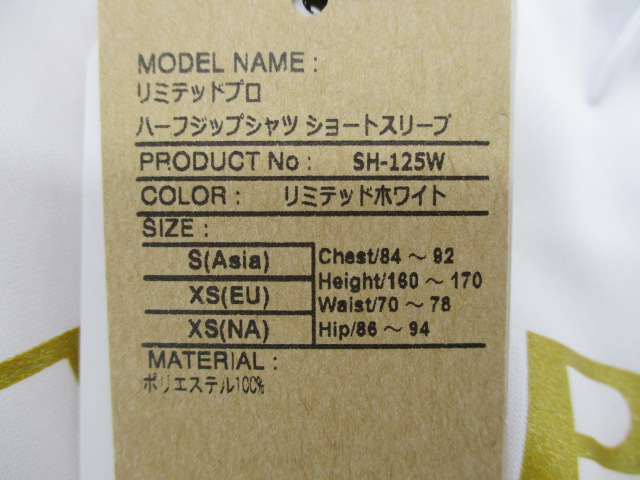 MODEL NAME :
リミテッドプロ
ハーフジップシャツ ショートスリーブ
PRODUCT No : SH-125W
COLOR : リミテッドホワイト
SIZE :
S(Asia)
XS(EU)
XS(NA)
Chest/84 ～ 92
Height/160 ～ 170
Waist/70 ～ 78
Hip/86 ～ 94
MATERIAL :
ポリエステル100%